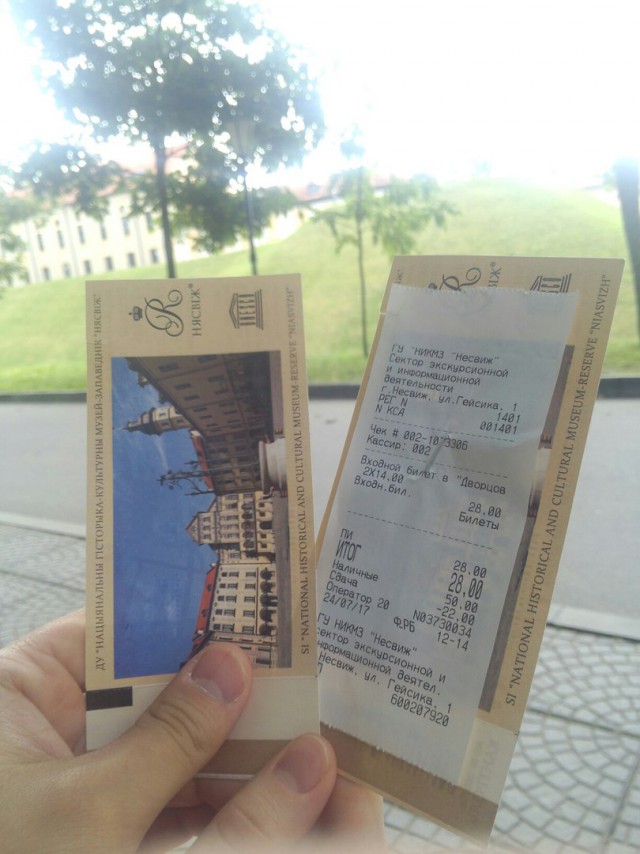 ДУ "НАЦЫЯНАЛЬНЫ ГІСТОРЫКА-КУЛЬТУРНЫ МУЗЕЙ-ЗАПАВЕДНІК "НЯСВІЖ"
НЯСВІЖ®
SI "NATIONAL HISTORICAL AND CULTURAL MUSEUM-RESERVE "NIASVIZH"
ІЖ®
ГУ "НИКМЗ "Несвиж"
Сектор экскурсионной
и информационной
деятельности
г.Несвиж, ул.Гейсика, 1
РЕГ N 1401
N КСА 001401
Чек # 002-1073306
Кассир: 002
Входной билет в "Дворцов
2X14.00 28.00
Входн.бил. Билеты
ПИ 28.00
ИТОГ 28,00
Наличные 50.00
Сдача -22.00
Оператор 20 N03730034
24/07/17 Ф.РБ 12-14
ГУ НИКМЗ "Несвиж"
сектор экскурсионной и
информационной деятел.
Несвиж, ул. Гейсика, 1
П 600207920
SI "NATIONAL HISTORICAL AND CULTURAL MUSEUM-RESERVE "NIASVIZH"